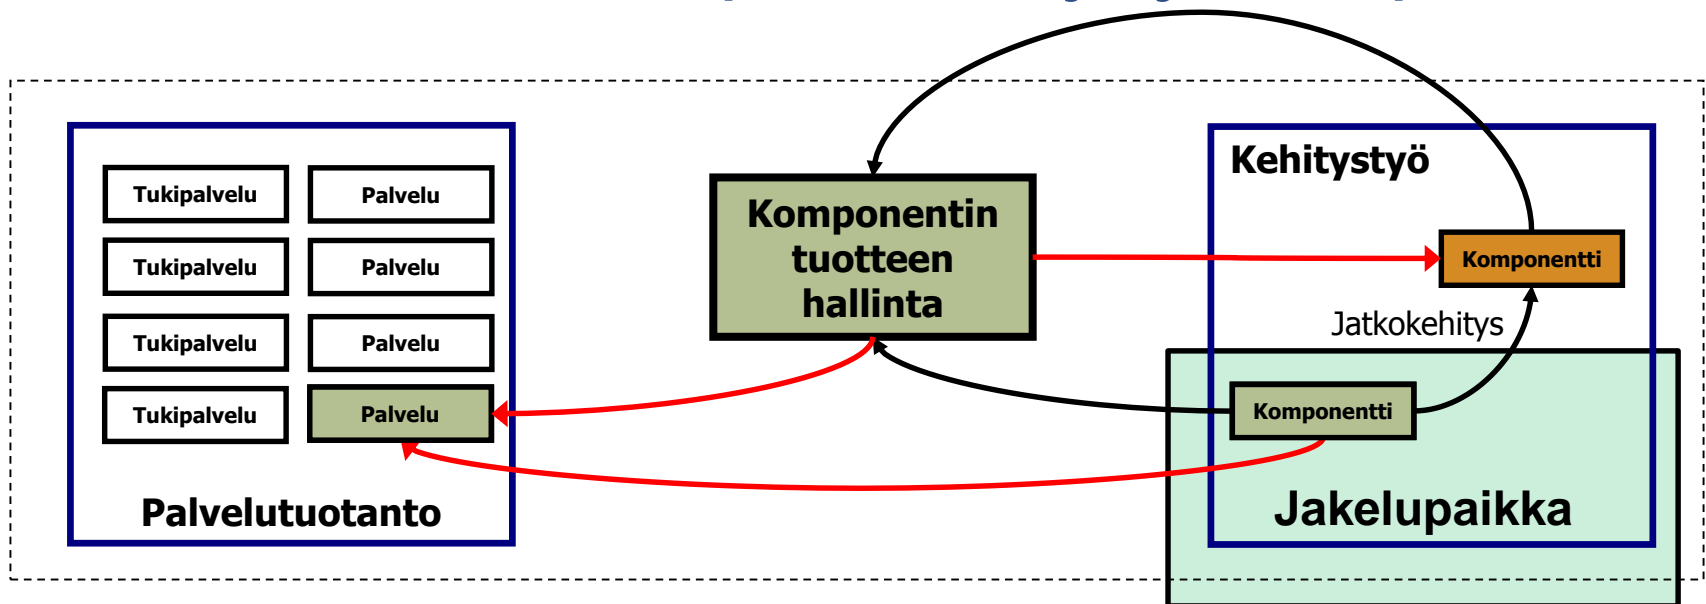 Kehitystyö
Tukipalvelu
Palvelu
Komponentin
tuotteen
hallinta
Tukipalvelu
Palvelu
Komponentti
Jatkokehitys
Tukipalvelu
Palvelu
Tukipalvelu
Palvelu
Komponentti
Palvelutuotanto
Jakelupaikka